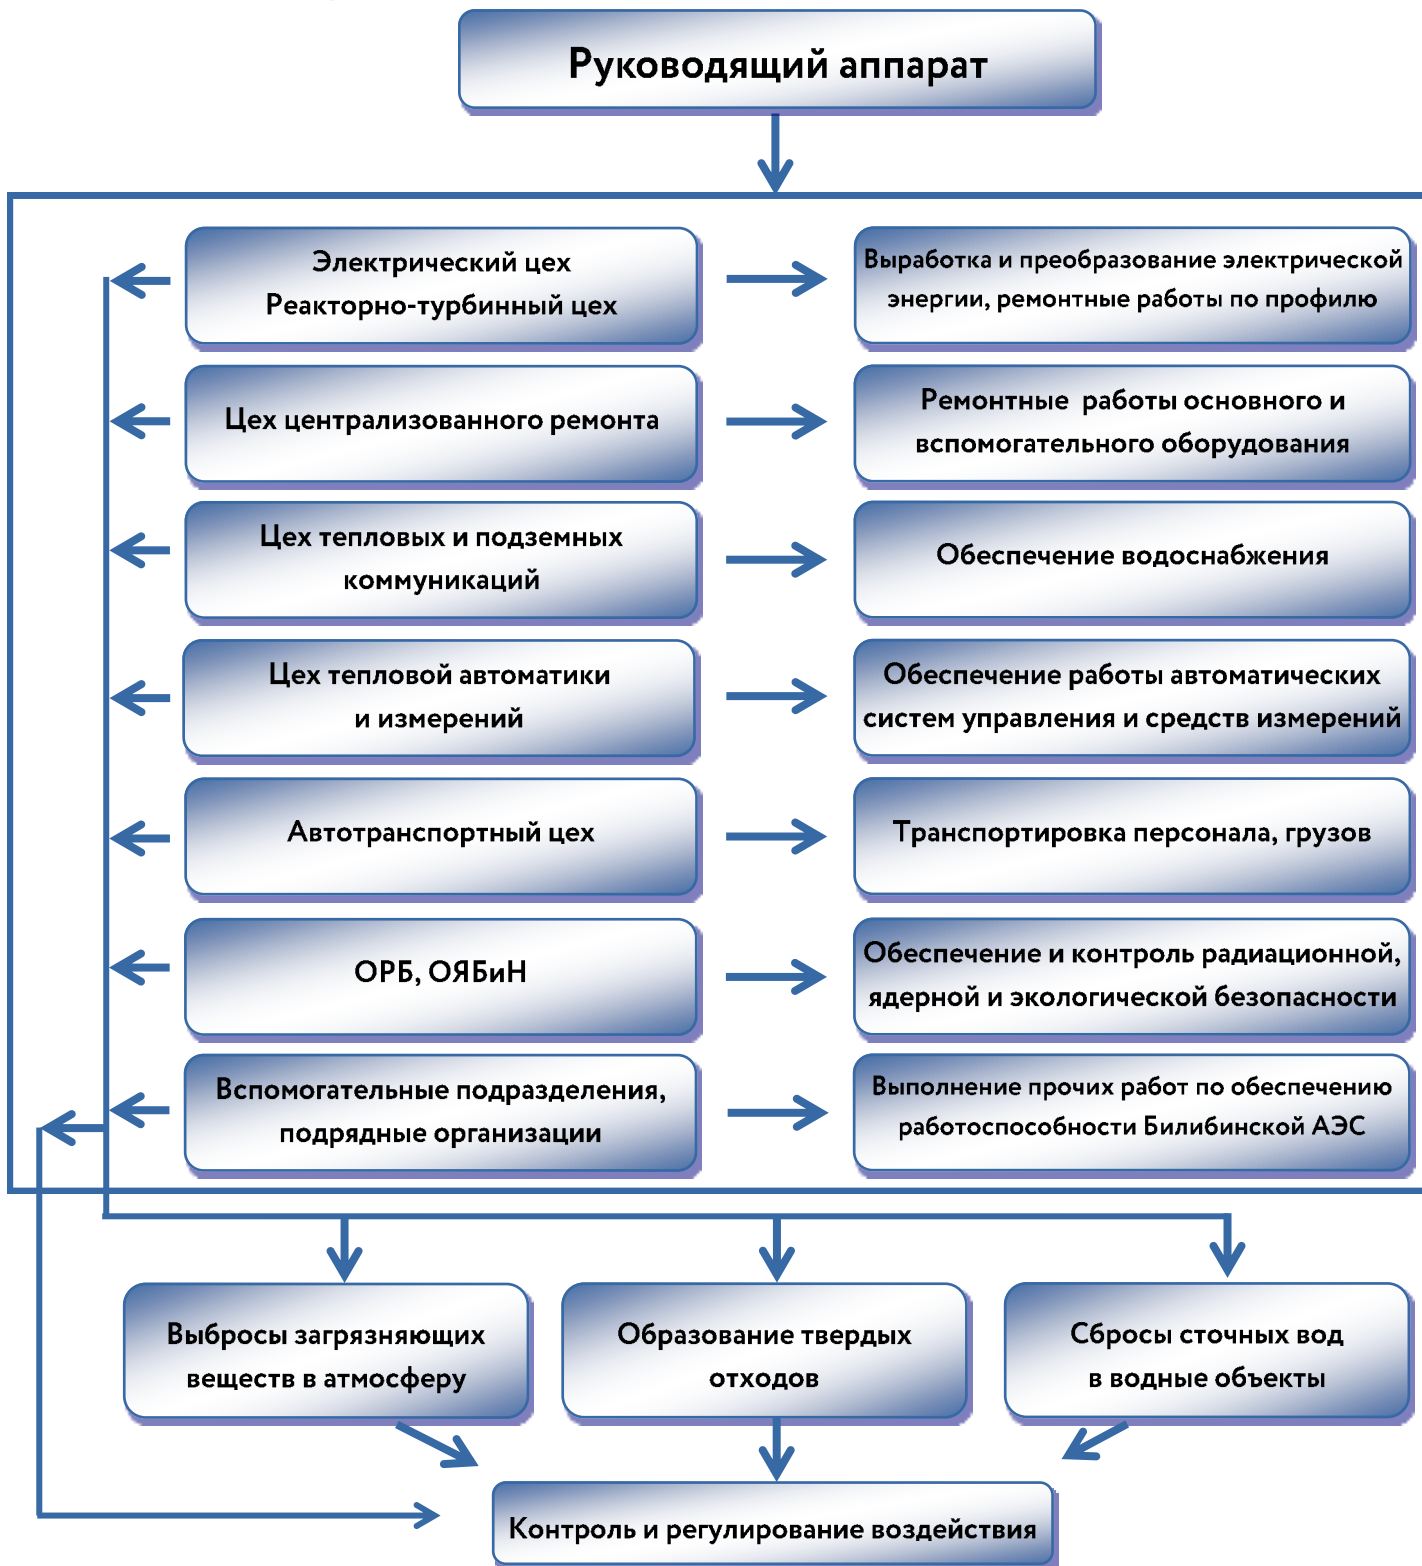 Руководящий аппарат
Электрический цех
Реакторно-турбинный цех
Выработка и преобразование электрической
энергии, ремонтные работы по профилю
Цех централизованного ремонта
Ремонтные работы основного и
вспомогательного оборудования
Цех тепловых и подземных
коммуникаций
Обеспечение водоснабжения
Цех тепловой автоматики
и измерений
Обеспечение работы автоматических
систем управления и средств измерений
Автотранспортный цех
Транспортировка персонала, грузов
ОРБ, ОЯБиН
Обеспечение и контроль радиационной,
ядерной и экологической безопасности
Вспомогательные подразделения,
подрядные организации
Выполнение прочих работ по обеспечению
работоспособности Билибинской АЭС
Выбросы загрязняющих
веществ в атмосферу
Образование твердых
отходов
Сбросы сточных вод
в водные объекты
Контроль и регулирование воздействия